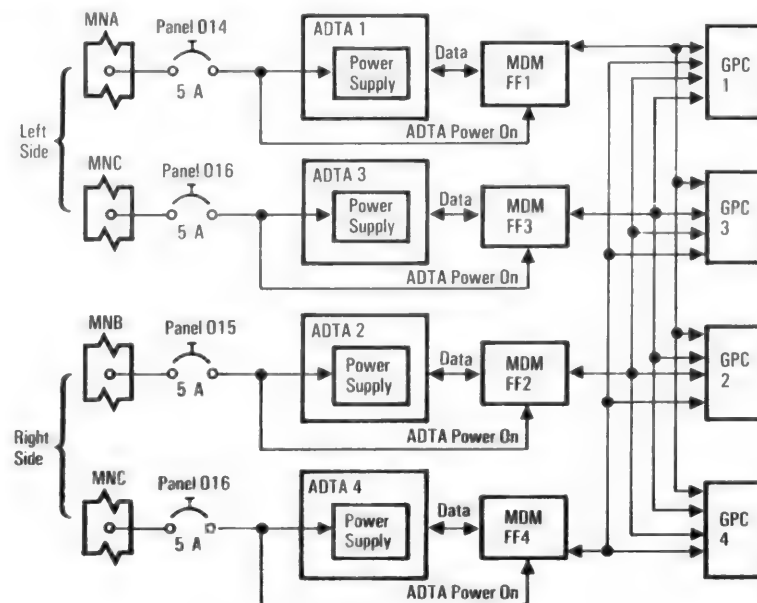 MNA
Panel O14
5 A
ADTA 1
Power
Supply
Data
MDM
FF1
ADTA Power On
GPC
1
Left
Side
MNC
Panel O16
5 A
ADTA 3
Power
Supply
Data
MDM
FF3
ADTA Power On
GPC
3
MNB
Panel O15
5 A
ADTA 2
Power
Supply
Data
MDM
FF2
ADTA Power On
GPC
2
Right
Side
MNC
Panel O16
5 A
ADTA 4
Power
Supply
Data
MDM
FF4
ADTA Power On
GPC
4